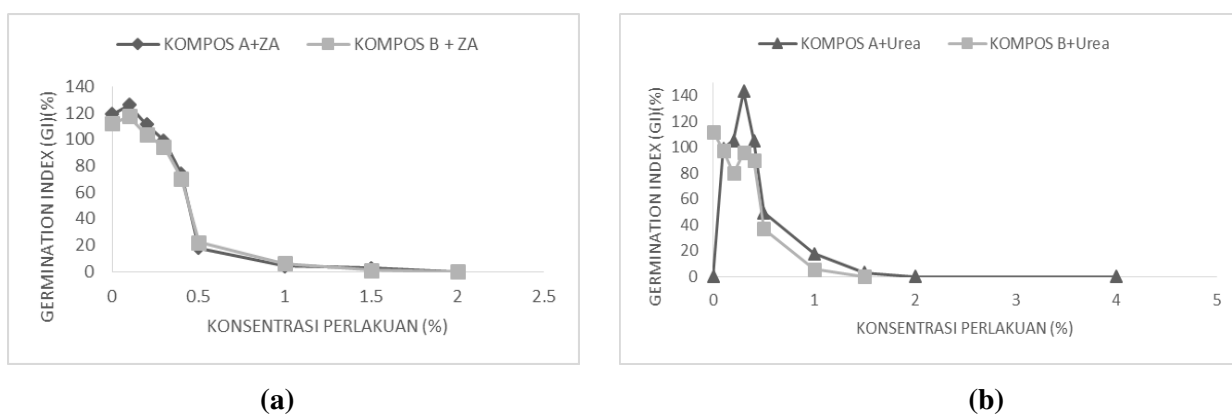 KOMPOS A+ZA KOMPOS B + ZA
GERMINATION INDEX (GI)(%)
140
120
100
80
60
40
20
0
0 0.5 1 1.5 2 2.5
KONSENTRASI PERLAKUAN (%)
(a)
KOMPOS A+Urea KOMPOS B+Urea
GERMINATION INDEX (GI)(%)
140
120
100
80
60
40
20
0
0 1 2 3 4 5
KONSENTRASI PERLAKUAN (%)
(b)